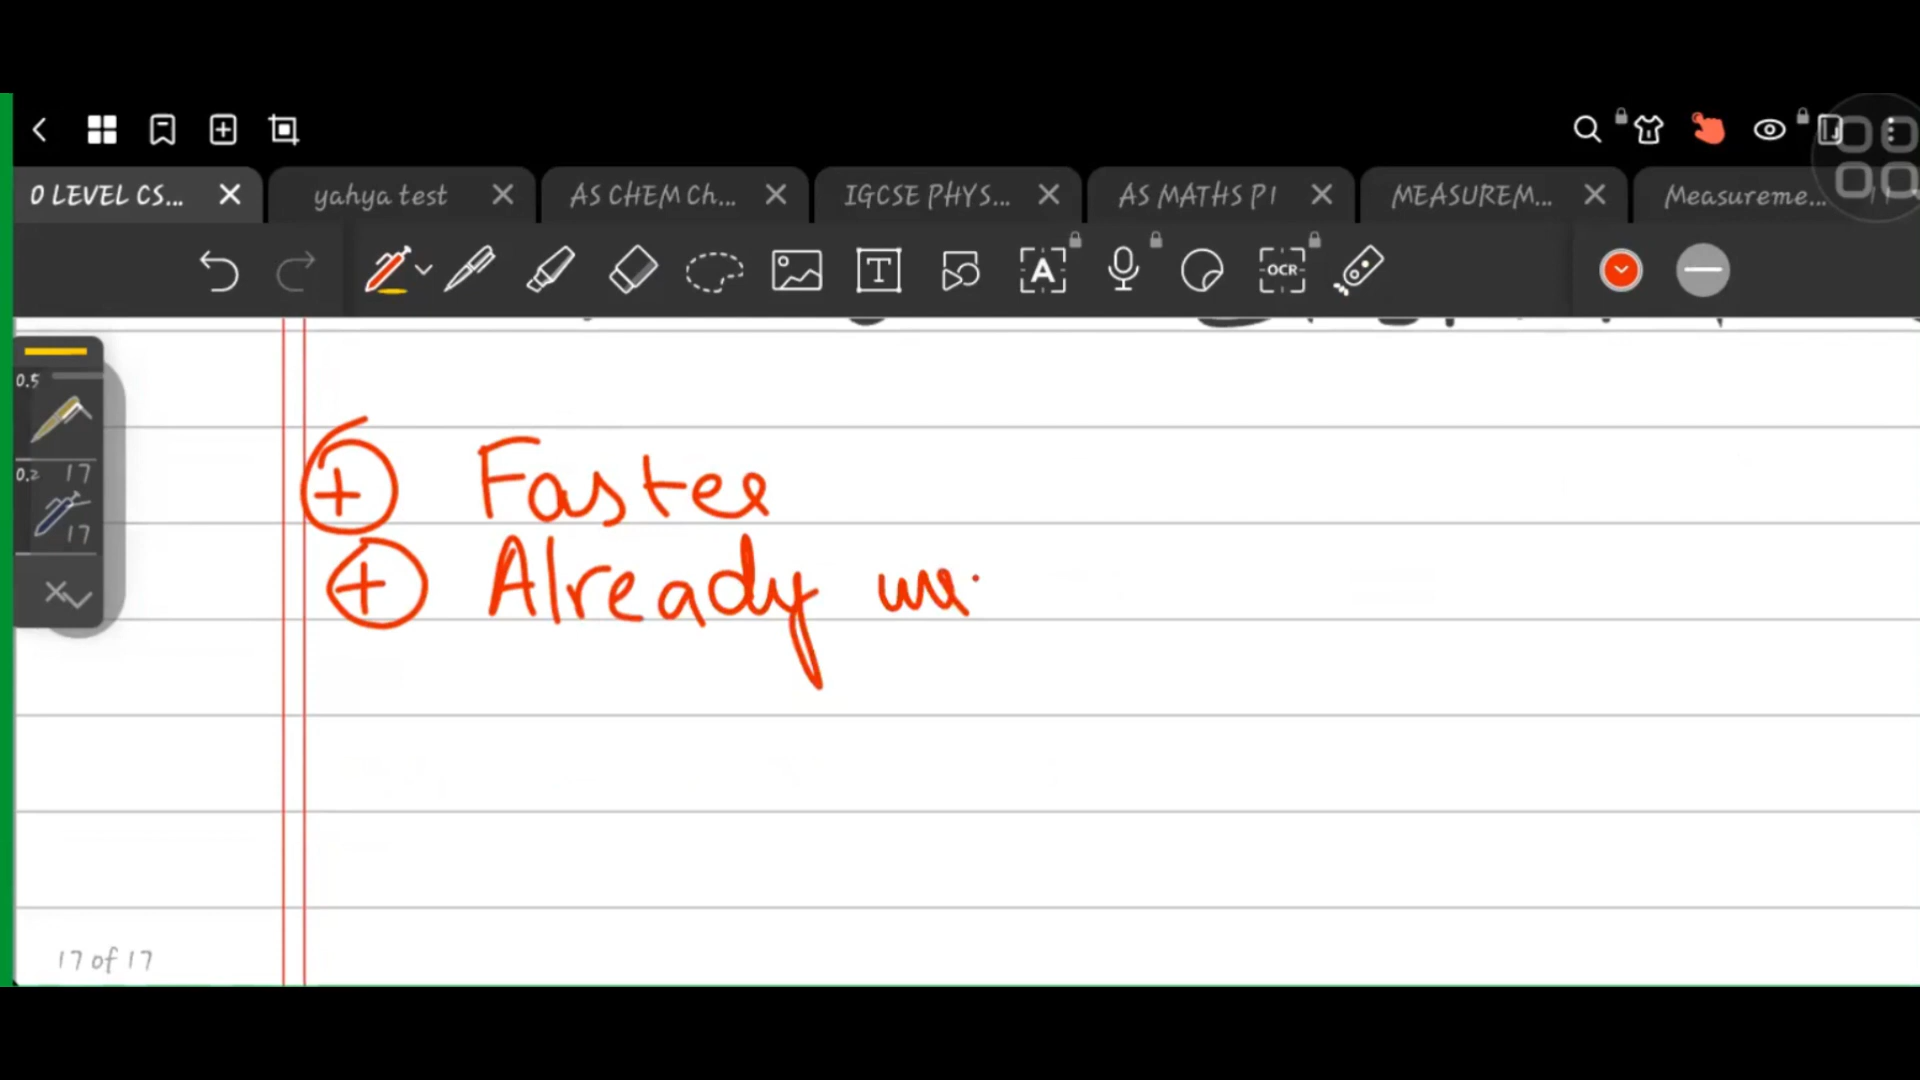 O LEVEL CS... yahya test AS CHEM Ch... IGCSE PHYS... AS MATHS P1 MEASUREM... Measureme...
T A OCR
0.5
17
0.2
17
Faster
Already
17 of 17